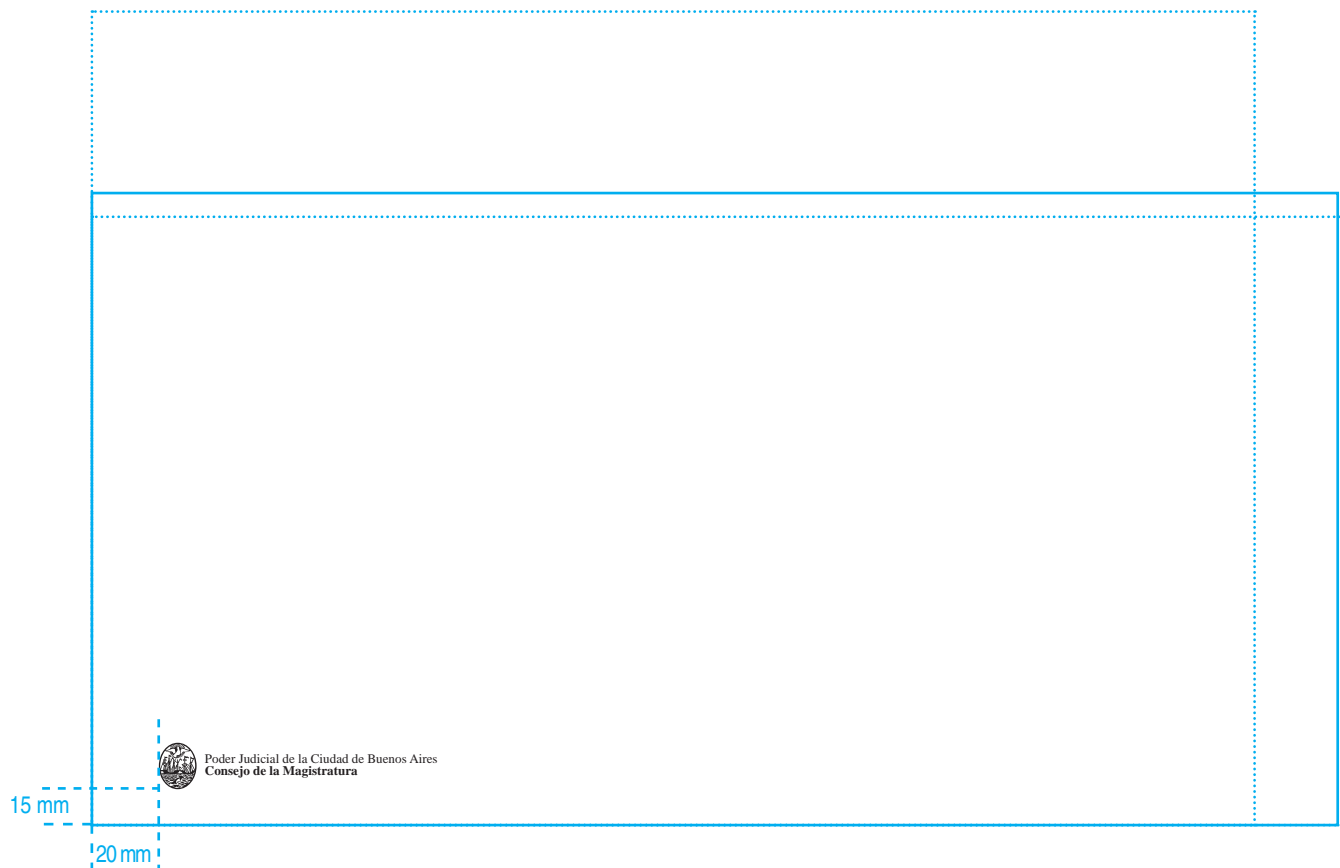 Poder Judicial de la Ciudad de Buenos Aires
Consejo de la Magistratura
15 mm
20 mm